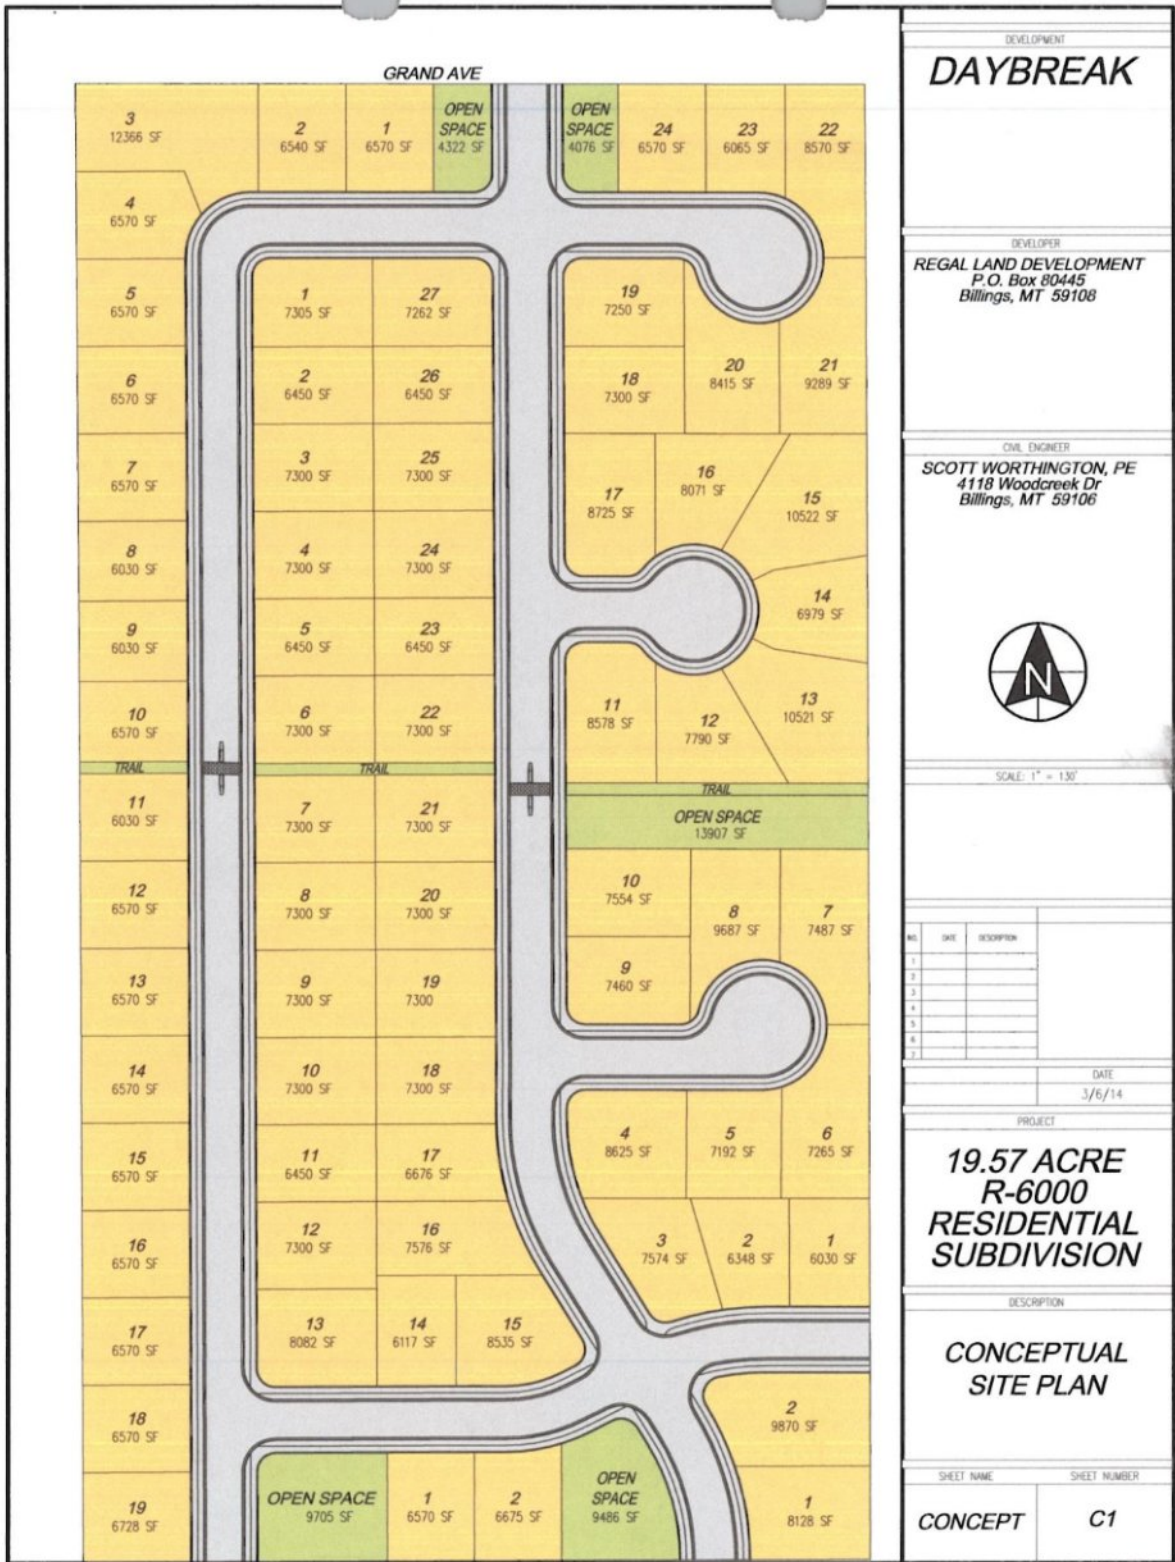 GRAND AVE
3
12366 SF
2
6540 SF
1
6570 SF
OPEN
SPACE
4322 SF
OPEN
SPACE
4076 SF
24
6570 SF
23
6065 SF
22
8570 SF
4
6570 SF
5
6570 SF
6
6570 SF
7
6570 SF
8
6030 SF
9
6030 SF
10
6570 SF
TRAIL
11
6030 SF
12
6570 SF
13
6570 SF
14
6570 SF
15
6570 SF
16
6570 SF
17
6570 SF
18
6570 SF
19
6728 SF
1
7305 SF
27
7262 SF
2
6450 SF
26
6450 SF
3
7300 SF
25
7300 SF
4
7300 SF
24
7300 SF
5
6450 SF
23
6450 SF
6
7300 SF
22
7300 SF
TRAIL
7
7300 SF
21
7300 SF
8
7300 SF
20
7300 SF
9
7300 SF
19
7300
10
7300 SF
18
7300 SF
11
6450 SF
17
6676 SF
12
7300 SF
16
7576 SF
13
8082 SF
14
6117 SF
15
8535 SF
19
7250 SF
18
7300 SF
20
8415 SF
21
9289 SF
17
8725 SF
16
8071 SF
15
10522 SF
14
6979 SF
13
10521 SF
11
8578 SF
12
7790 SF
TRAIL
OPEN SPACE
13907 SF
10
7554 SF
9
7460 SF
8
9687 SF
7
7487 SF
4
8625 SF
5
7192 SF
6
7265 SF
3
7574 SF
2
6348 SF
1
6030 SF
OPEN SPACE
9705 SF
1
6570 SF
2
6675 SF
OPEN
SPACE
9486 SF
2
9870 SF
1
8128 SF
DEVELOPMENT
DAYBREAK
DEVELOPER
REGAL LAND DEVELOPMENT
P.O. Box 80445
Billings, MT 59108
CIVIL ENGINEER
SCOTT WORTHINGTON, PE
4118 Woodcreek Dr
Billings, MT 59106
N
SCALE: 1" = 130'
NO. DATE DESCRIPTION
1
2
3
4
5
6
7
DATE
3/6/14
PROJECT
19.57 ACRE
R-6000
RESIDENTIAL
SUBDIVISION
DESCRIPTION
CONCEPTUAL
SITE PLAN
SHEET NAME SHEET NUMBER
CONCEPT C1